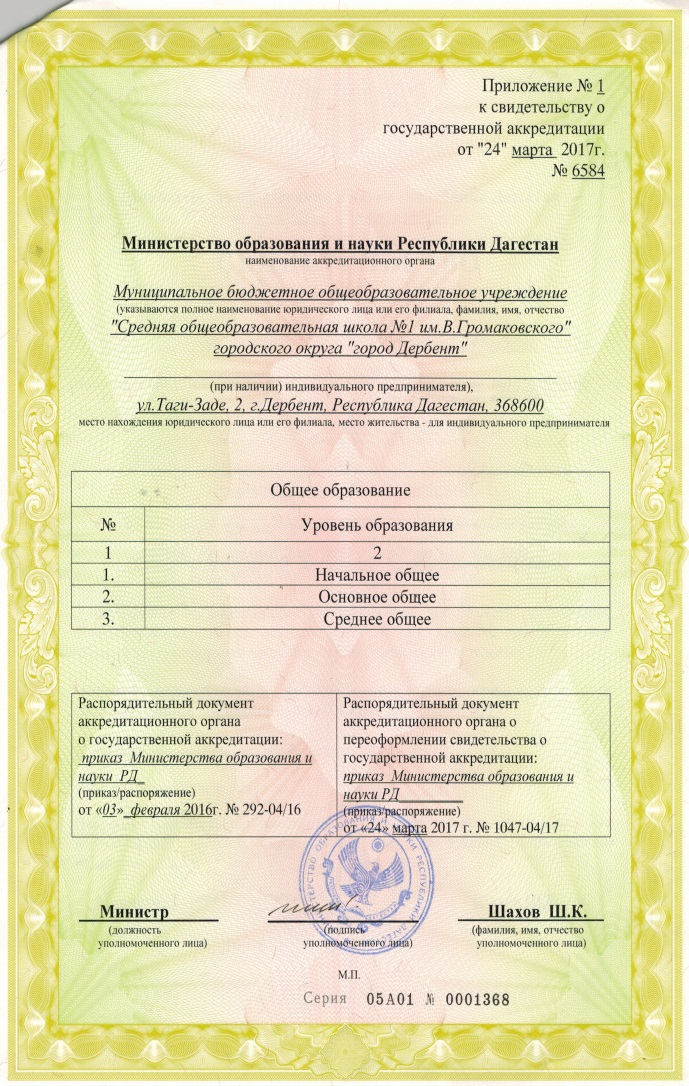 Приложение № 1
к свидетельству о
государственной аккредитации
от "24" марта 2017г.
№ 6584
Министерство образования и науки Республики Дагестан
наименование аккредитационного органа
Муниципальное бюджетное общеобразовательное учреждение
(указываются полное наименование юридического лица или его филиала, фамилия, имя, отчество
"Средняя общеобразовательная школа №1 им.В.Громаковского"
городского округа "город Дербент"
(при наличии) индивидуального предпринимателя),
ул.Таги-Заде, 2, г.Дербент, Республика Дагестан, 368600
место нахождения юридического лица или его филиала, место жительства - для индивидуального предпринимателя
Общее образование
№ Уровень образования
1 2
1. Начальное общее
2. Основное общее
3. Среднее общее
Распорядительный документ
аккредитационного органа
о государственной аккредитации:
приказ Министерства образования и
науки РД
(приказ/распоряжение)
от «03» февраля 2016г. № 292-04/16
Распорядительный документ
аккредитационного органа о
переоформлении свидетельства о
государственной аккредитации:
приказ Министерства образования и
науки РД
(приказ/распоряжение)
от «24» марта 2017 г. № 1047-04/17
Министр
(должность
уполномоченного лица)
(подпись
уполномоченного лица)
Шахов Ш.К.
(фамилия, имя, отчество
уполномоченного лица)
М.П.
Серия 05А01 № 0001368